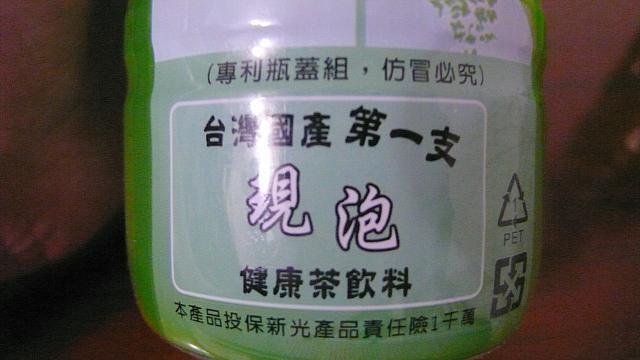 (專利瓶蓋組，仿冒必究)
台灣國產第一支
現泡
健康茶飲料
1
PET
本產品投保新光產品責任險1千萬